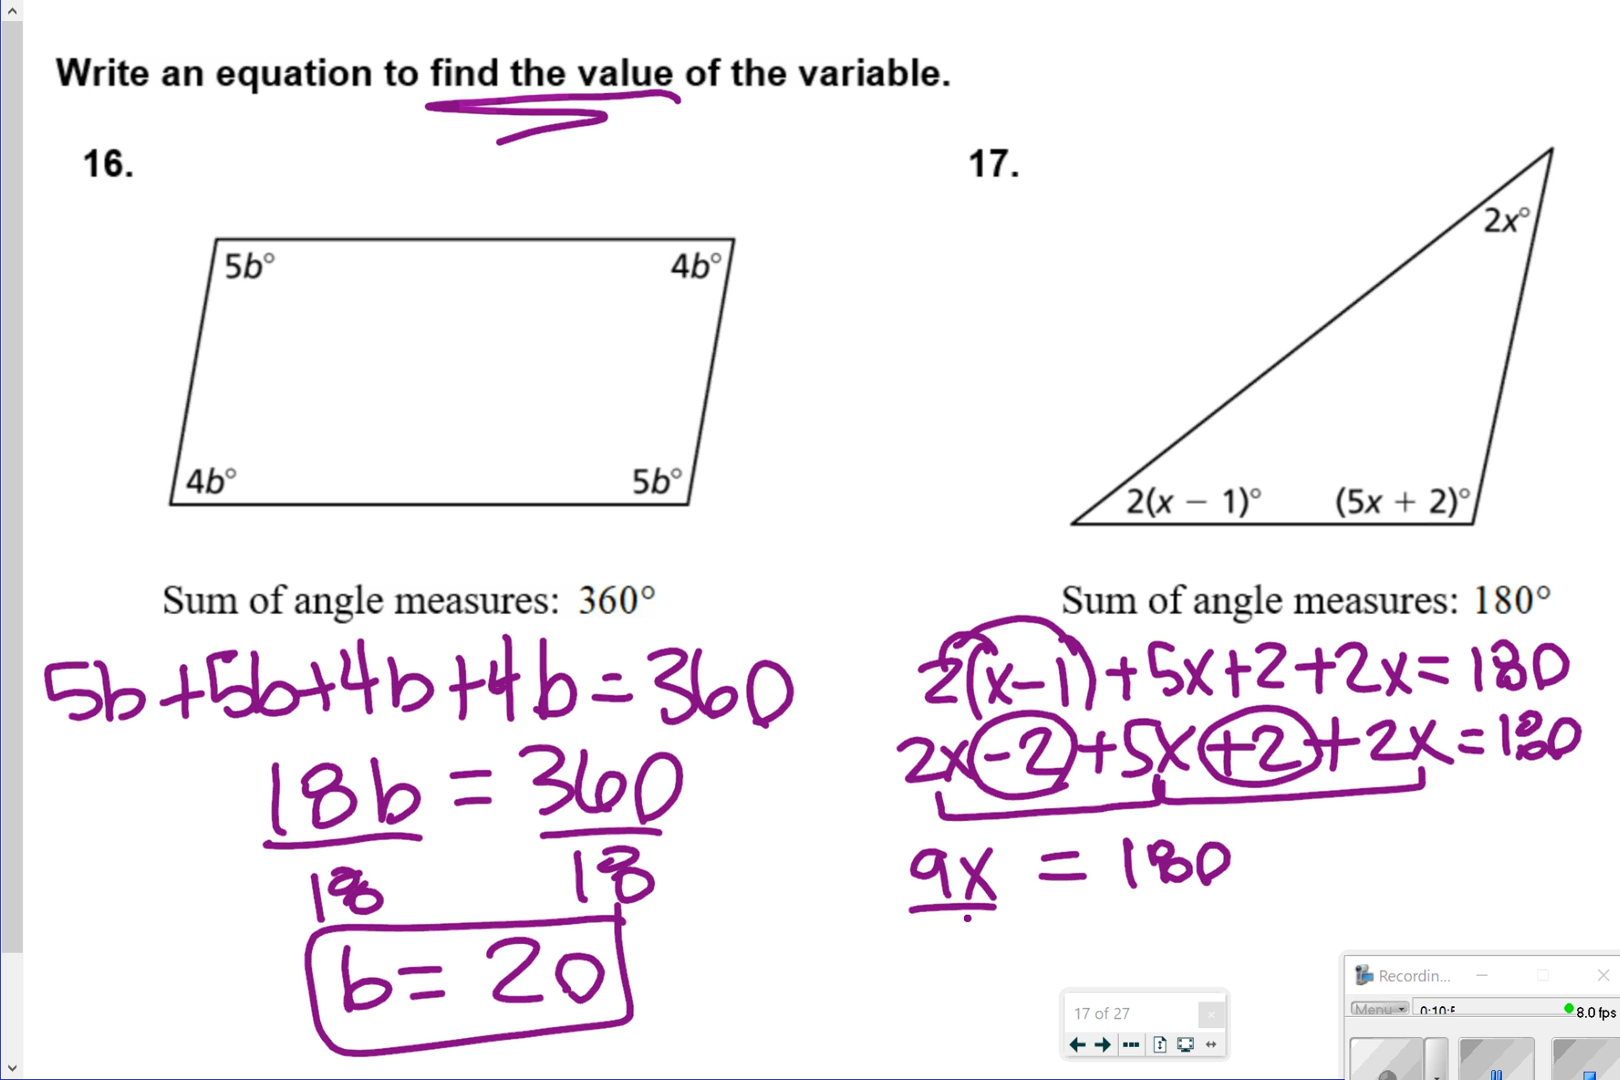 Write an equation to find the value of the variable.
16.
5b°
4b°
4b°
5b°
Sum of angle measures: 360°
5b+5b+4b+4b=360
18b = 360
18 18
b= 20
17.
2x°
2(x − 1)°
(5x + 2)°
Sum of angle measures: 180°
2(x−1)+5x+2+2x=180
2x-2+5x+2+2x=180
9x = 180
17 of 27
Recordin...
Menu
8.0 fps